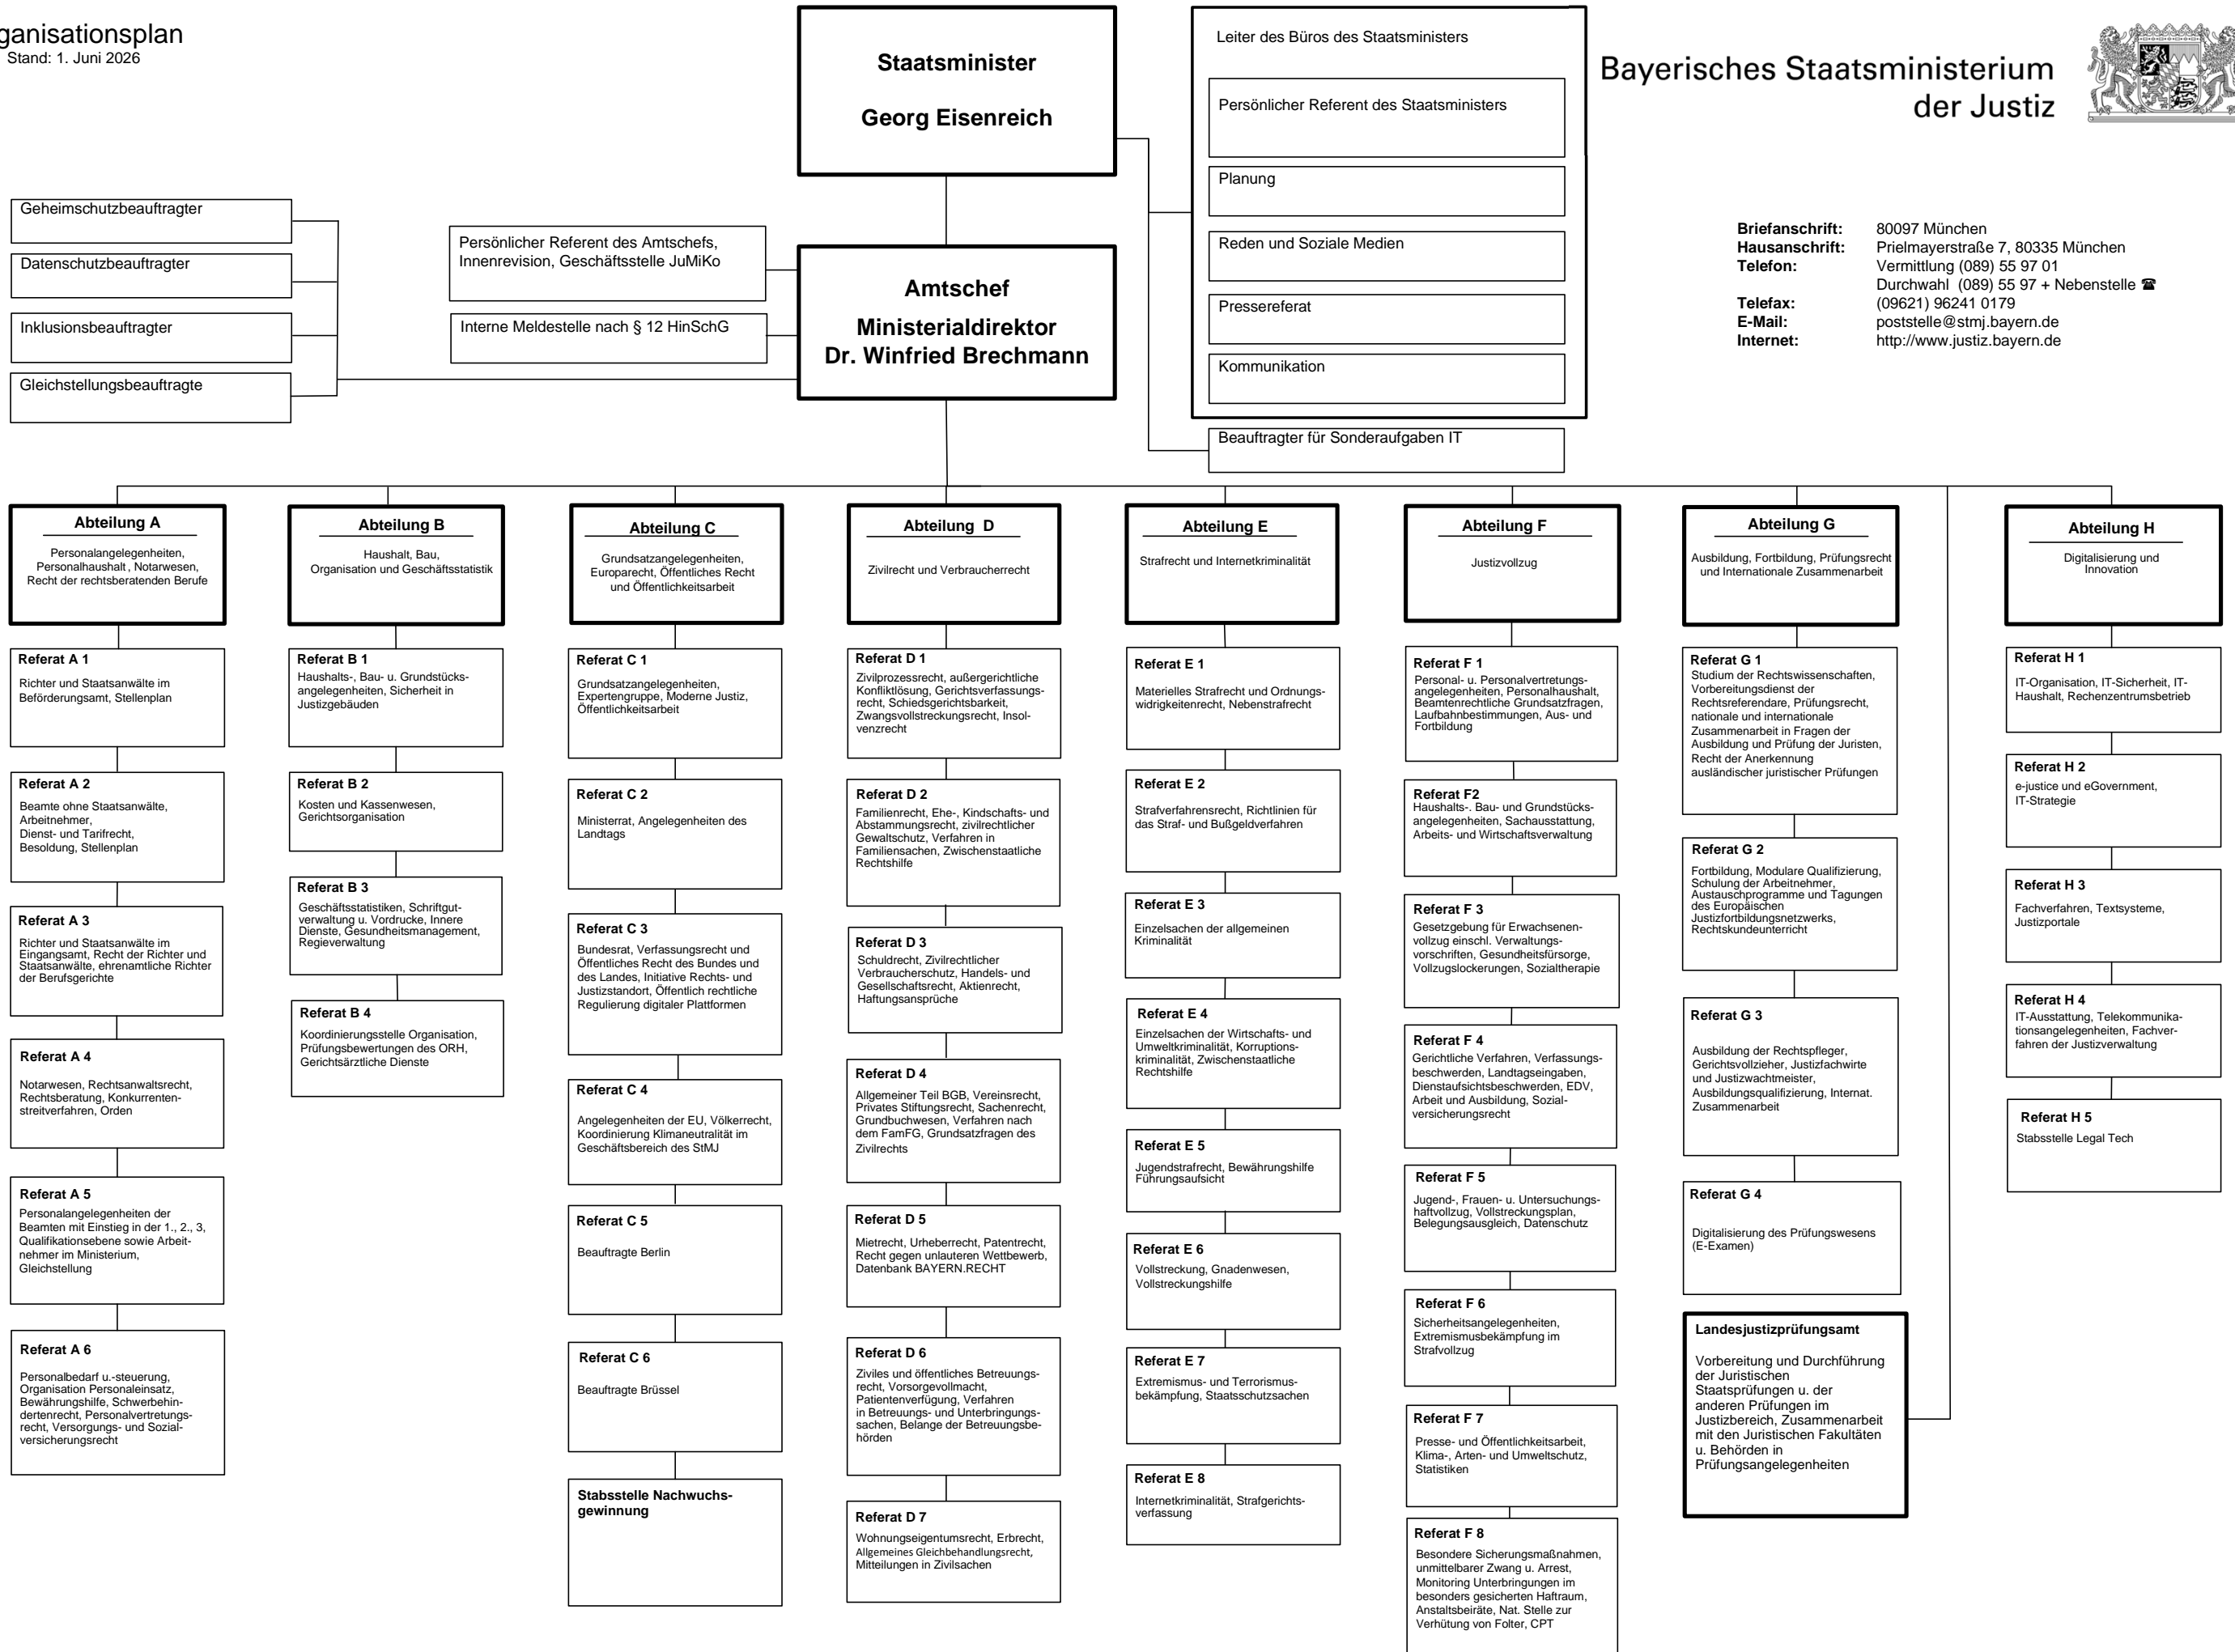 ganisationsplan
Stand: 1. Juni 2026
Staatsminister
Georg Eisenreich
Leiter des Büros des Staatsministers
Persönlicher Referent des Staatsministers
Planung
Reden und Soziale Medien
Pressereferat
Kommunikation
Beauftragter für Sonderaufgaben IT
Bayerisches Staatsministerium
der Justiz
Briefanschrift: 80097 München
Hausanschrift: Prielmayerstraße 7, 80335 München
Telefon: Vermittlung (089) 55 97 01
Durchwahl (089) 55 97 + Nebenstelle ☎
Telefax: (09621) 96241 0179
E-Mail: poststelle@stmj.bayern.de
Internet: http://www.justiz.bayern.de
Geheimschutzbeauftragter
Datenschutzbeauftragter
Inklusionsbeauftragter
Gleichstellungsbeauftragte
Persönlicher Referent des Amtschefs,
Innenrevision, Geschäftsstelle JuMiKo
Interne Meldestelle nach § 12 HinSchG
Amtschef
Ministerialdirektor
Dr. Winfried Brechmann
Abteilung A
Personalangelegenheiten,
Personalhaushalt, Notarwesen,
Recht der rechtsberatenden Berufe
Referat A 1
Richter und Staatsanwälte im
Beförderungsamt, Stellenplan
Referat A 2
Beamte ohne Staatsanwälte,
Arbeitnehmer,
Dienst- und Tarifrecht,
Besoldung, Stellenplan
Referat A 3
Richter und Staatsanwälte im
Eingangsamt, Recht der Richter und
Staatsanwälte, ehrenamtliche Richter
der Berufsgerichte
Referat A 4
Notarwesen, Rechtsanwaltsrecht,
Rechtsberatung, Konkurrenten-
streitverfahren, Orden
Referat A 5
Personalangelegenheiten der
Beamten mit Einstieg in der 1., 2., 3,
Qualifikationsebene sowie Arbeit-
nehmer im Ministerium,
Gleichstellung
Referat A 6
Personalbedarf u.-steuerung,
Organisation Personaleinsatz,
Bewährungshilfe, Schwerbehin-
dertenrecht, Personalvertretungs-
recht, Versorgungs- und Sozial-
versicherungsrecht
Abteilung B
Haushalt, Bau,
Organisation und Geschäftsstatistik
Referat B 1
Haushalts-, Bau- u. Grundstücks-
angelegenheiten, Sicherheit in
Justizgebäuden
Referat B 2
Kosten und Kassenwesen,
Gerichtsorganisation
Referat B 3
Geschäftsstatistiken, Schriftgut-
verwaltung u. Vordrucke, Innere
Dienste, Gesundheitsmanagement,
Regieverwaltung
Referat B 4
Koordinierungsstelle Organisation,
Prüfungsbewertungen des ORH,
Gerichtsärztliche Dienste
Abteilung C
Grundsatzangelegenheiten,
Europarecht, Öffentliches Recht
und Öffentlichkeitsarbeit
Referat C 1
Grundsatzangelegenheiten,
Expertengruppe, Moderne Justiz,
Öffentlichkeitsarbeit
Referat C 2
Ministerrat, Angelegenheiten des
Landtags
Referat C 3
Bundesrat, Verfassungsrecht und
Öffentliches Recht des Bundes und
des Landes, Initiative Rechts- und
Justizstandort, Öffentlich rechtliche
Regulierung digitaler Plattformen
Referat C 4
Angelegenheiten der EU, Völkerrecht,
Koordinierung Klimaneutralität im
Geschäftsbereich des StMJ
Referat C 5
Beauftragte Berlin
Referat C 6
Beauftragte Brüssel
Stabsstelle Nachwuchs-
gewinnung
Abteilung D
Zivilrecht und Verbraucherrecht
Referat D 1
Zivilprozessrecht, außergerichtliche
Konfliktlösung, Gerichtsverfassungs-
recht, Schiedsgerichtsbarkeit,
Zwangsvollstreckungsrecht, Insol-
venzrecht
Referat D 2
Familienrecht, Ehe-, Kindschafts- und
Abstammungsrecht, zivilrechtlicher
Gewaltschutz, Verfahren in
Familiensachen, Zwischenstaatliche
Rechtshilfe
Referat D 3
Schuldrecht, Zivilrechtlicher
Verbraucherschutz, Handels- und
Gesellschaftsrecht, Aktienrecht,
Haftungsansprüche
Referat D 4
Allgemeiner Teil BGB, Vereinsrecht,
Privates Stiftungsrecht, Sachenrecht,
Grundbuchwesen, Verfahren nach
dem FamFG, Grundsatzfragen des
Zivilrechts
Referat D 5
Mietrecht, Urheberrecht, Patentrecht,
Recht gegen unlauteren Wettbewerb,
Datenbank BAYERN.RECHT
Referat D 6
Ziviles und öffentliches Betreuungs-
recht, Vorsorgevollmacht,
Patientenverfügung, Verfahren
in Betreuungs- und Unterbringungs-
sachen, Belange der Betreuungsbe-
hörden
Referat D 7
Wohnungseigentumsrecht, Erbrecht,
Allgemeines Gleichbehandlungsrecht,
Mitteilungen in Zivilsachen
Abteilung E
Strafrecht und Internetkriminalität
Referat E 1
Materielles Strafrecht und Ordnungs-
widrigkeitenrecht, Nebenstrafrecht
Referat E 2
Strafverfahrensrecht, Richtlinien für
das Straf- und Bußgeldverfahren
Referat E 3
Einzelsachen der allgemeinen
Kriminalität
Referat E 4
Einzelsachen der Wirtschafts- und
Umweltkriminalität, Korruptions-
kriminalität, Zwischenstaatliche
Rechtshilfe
Referat E 5
Jugendstrafrecht, Bewährungshilfe
Führungsaufsicht
Referat E 6
Vollstreckung, Gnadenwesen,
Vollstreckungshilfe
Referat E 7
Extremismus- und Terrorismus-
bekämpfung, Staatsschutzsachen
Referat E 8
Internetkriminalität, Strafgerichts-
verfassung
Abteilung F
Justizvollzug
Referat F 1
Personal- u. Personalvertretungs-
angelegenheiten, Personalhaushalt,
Beamtenrechtliche Grundsatzfragen,
Laufbahnbestimmungen, Aus- und
Fortbildung
Referat F2
Haushalts-. Bau- und Grundstücks-
angelegenheiten, Sachausstattung,
Arbeits- und Wirtschaftsverwaltung
Referat F 3
Gesetzgebung für Erwachsenen-
vollzug einschl. Verwaltungs-
vorschriften, Gesundheitsfürsorge,
Vollzugslockerungen, Sozialtherapie
Referat F 4
Gerichtliche Verfahren, Verfassungs-
beschwerden, Landtagseingaben,
Dienstaufsichtsbeschwerden, EDV,
Arbeit und Ausbildung, Sozial-
versicherungsrecht
Referat F 5
Jugend-, Frauen- u. Untersuchungs-
haftvollzug, Vollstreckungsplan,
Belegungsausgleich, Datenschutz
Referat F 6
Sicherheitsangelegenheiten,
Extremismusbekämpfung im
Strafvollzug
Referat F 7
Presse- und Öffentlichkeitsarbeit,
Klima-, Arten- und Umweltschutz,
Statistiken
Referat F 8
Besondere Sicherungsmaßnahmen,
unmittelbarer Zwang u. Arrest,
Monitoring Unterbringungen im
besonders gesicherten Haftraum,
Anstaltsbeiräte, Nat. Stelle zur
Verhütung von Folter, CPT
Abteilung G
Ausbildung, Fortbildung, Prüfungsrecht
und Internationale Zusammenarbeit
Referat G 1
Studium der Rechtswissenschaften,
Vorbereitungsdienst der
Rechtsreferendare, Prüfungsrecht,
nationale und internationale
Zusammenarbeit in Fragen der
Ausbildung und Prüfung der Juristen,
Recht der Anerkennung
ausländischer juristischer Prüfungen
Referat G 2
Fortbildung, Modulare Qualifizierung,
Schulung der Arbeitnehmer,
Austauschprogramme und Tagungen
des Europäischen
Justizfortbildungsnetzwerks,
Rechtskundeunterricht
Referat G 3
Ausbildung der Rechtspfleger,
Gerichtsvollzieher, Justizfachwirte
und Justizwachtmeister,
Ausbildungsqualifizierung, Internat.
Zusammenarbeit
Referat G 4
Digitalisierung des Prüfungswesens
(E-Examen)
Landesjustizprüfungsamt
Vorbereitung und Durchführung
der Juristischen
Staatsprüfungen u. der
anderen Prüfungen im
Justizbereich, Zusammenarbeit
mit den Juristischen Fakultäten
u. Behörden in
Prüfungsangelegenheiten
Abteilung H
Digitalisierung und
Innovation
Referat H 1
IT-Organisation, IT-Sicherheit, IT-
Haushalt, Rechenzentrumsbetrieb
Referat H 2
e-justice und eGovernment,
IT-Strategie
Referat H 3
Fachverfahren, Textsysteme,
Justizportale
Referat H 4
IT-Ausstattung, Telekommunika-
tionsangelegenheiten, Fachver-
fahren der Justizverwaltung
Referat H 5
Stabsstelle Legal Tech